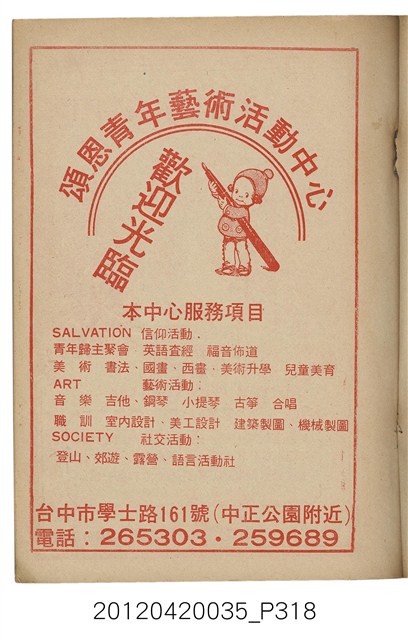 頌恩青年藝術活動中心
歡迎光臨
本中心服務項目
SALVATION 信仰活動．
青年歸主聚會 英語查經 福音佈道
美術 書法、國畫、西畫、美術升學 兒童美育
ART 藝術活動：
音樂 吉他、鋼琴 小提琴 古箏 合唱
職訓 室內設計、美工設計 建築製圖、機械製圖
SOCIETY 社交活動：
登山、郊遊、露營、語言活動社
台中市學士路161號（中正公園附近）
電話：265303・259689
20120420035_P318